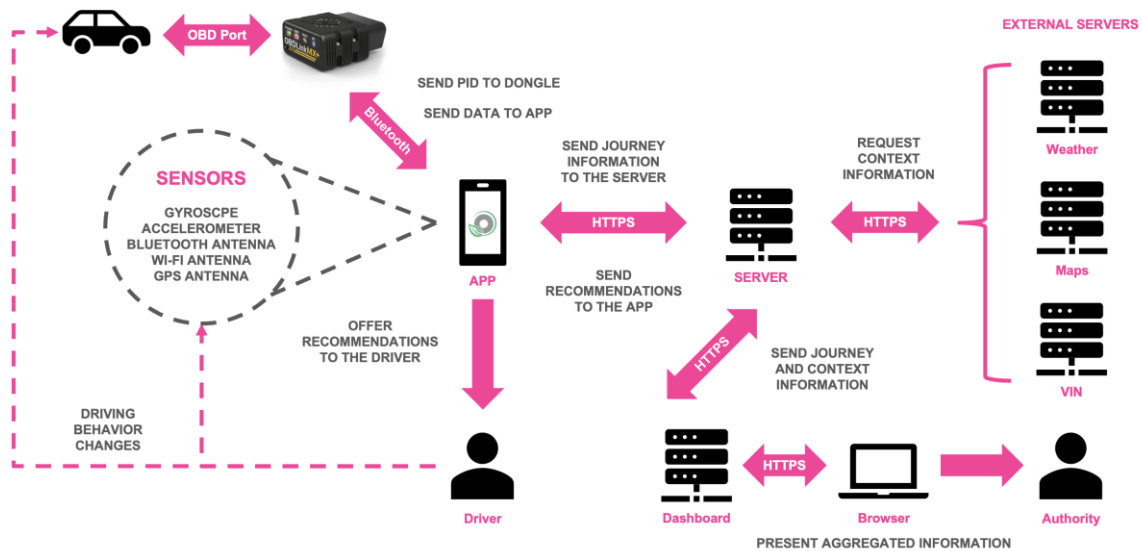 EXTERNAL SERVERS
OBD Port
OBDLinkMX+
SEND PID TO DONGLE
SEND DATA TO APP
Bluetooth
SENSORS
GYROSCPE
ACCELEROMETER
BLUETOOTH ANTENNA
WI-FI ANTENNA
GPS ANTENNA
APP
SEND JOURNEY
INFORMATION
TO THE SERVER
HTTPS
SEND
RECOMMENDATIONS
TO THE APP
SERVER
REQUEST
CONTEXT
INFORMATION
HTTPS
Weather
Maps
VIN
OFFER
RECOMMENDATIONS
TO THE DRIVER
HTTPS
SEND JOURNEY
AND CONTEXT
INFORMATION
DRIVING
BEHAVIOR
CHANGES
Driver
Dashboard
HTTPS
Browser
Authority
PRESENT AGGREGATED INFORMATION